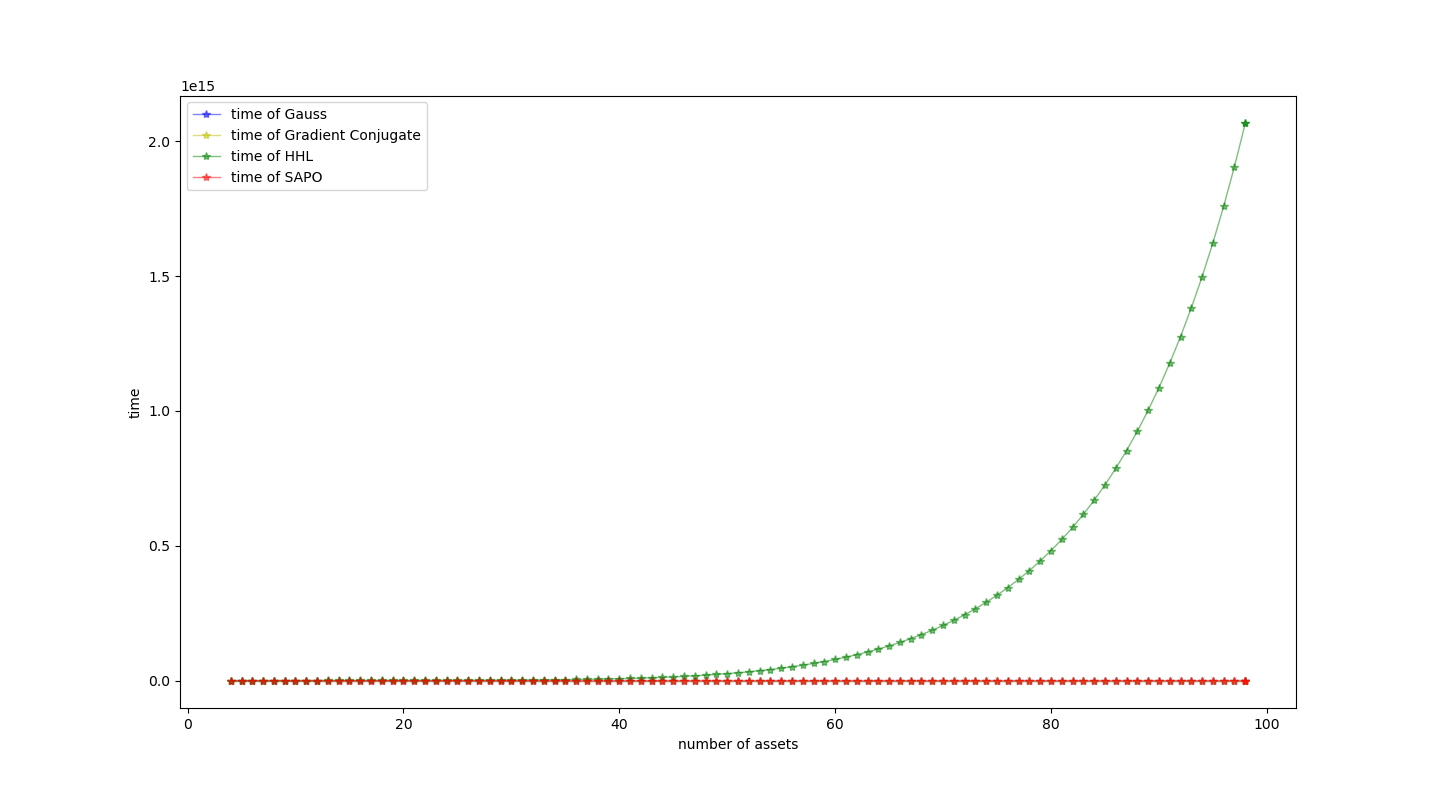 1e15
time of Gauss
time of Gradient Conjugate
time of HHL
time of SAPO
2.0
1.5
1.0
0.5
0.0
time
0 20 40 60 80 100
number of assets